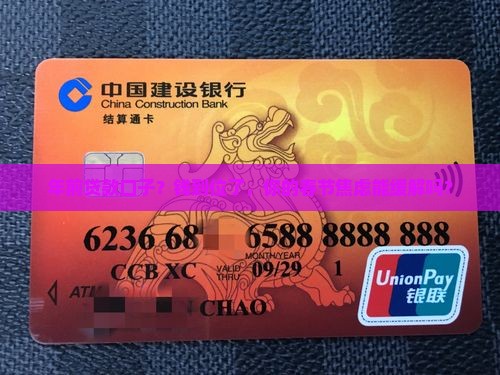 中国建设银行
China Construction Bank
结算通卡
6236 68 6588 8888 888
MONTH/YEAR
CCB XC VALID THRU 09/29 1
ATM
CHAO
UnionPay
银联